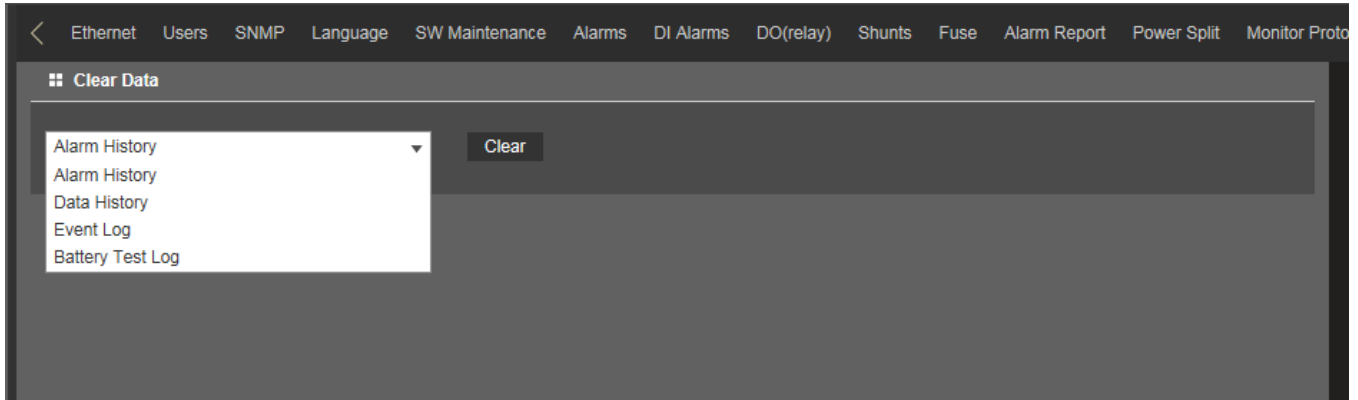 Ethernet Users SNMP Language SW Maintenance Alarms DI Alarms DO(relay) Shunts Fuse Alarm Report Power Split Monitor Proto
Clear Data
Alarm History Clear
Alarm History
Data History
Event Log
Battery Test Log